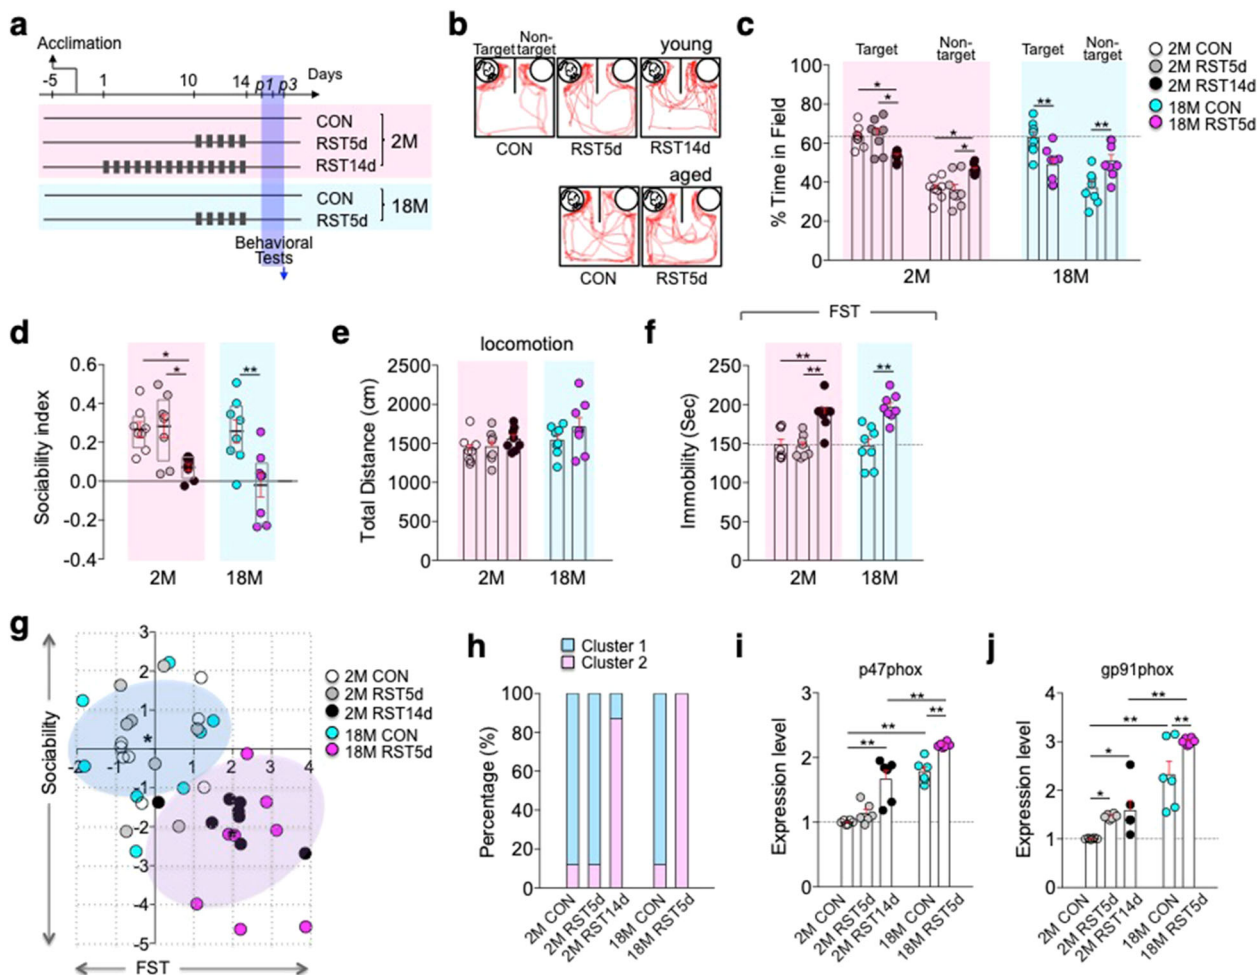 a
Acclimation
-5 1 10 14 p1 p3 Days
CON
RST5d 2M
RST14d
CON 18M
RST5d
Behavioral
Tests
b
Target Non-target young
CON RST5d RST14d
aged
CON RST5d
c
Target Non-target Target Non-target
2M CON
2M RST5d
2M RST14d
18M CON
18M RST5d
% Time in Field
100
80
60
40
20
0
* * * * ** **
2M 18M
d
Sociability index
0.6
0.4
0.2
0.0
-0.2
-0.4
* * **
2M 18M
e
locomotion
Total Distance (cm)
2500
2000
1500
1000
500
0
2M 18M
f
FST
Immobility (Sec)
250
200
150
100
50
0
** ** **
2M 18M
g
Sociability
3
2
1
-2 -1 1 2 3 4
-1
-2
-3
-4
-5
* *
FST
2M CON
2M RST5d
2M RST14d
18M CON
18M RST5d
h
Cluster 1
Cluster 2
Percentage (%)
100
80
60
40
20
0
2M CON
2M RST5d
2M RST14d
18M CON
18M RST5d
i
p47phox
Expression level
3
2
1
0
** ** ** **
2M CON
2M RST5d
2M RST14d
18M CON
18M RST5d
j
gp91phox
Expression level
4
3
2
1
0
** ** ** * *
2M CON
2M RST5d
2M RST14d
18M CON
18M RST5d